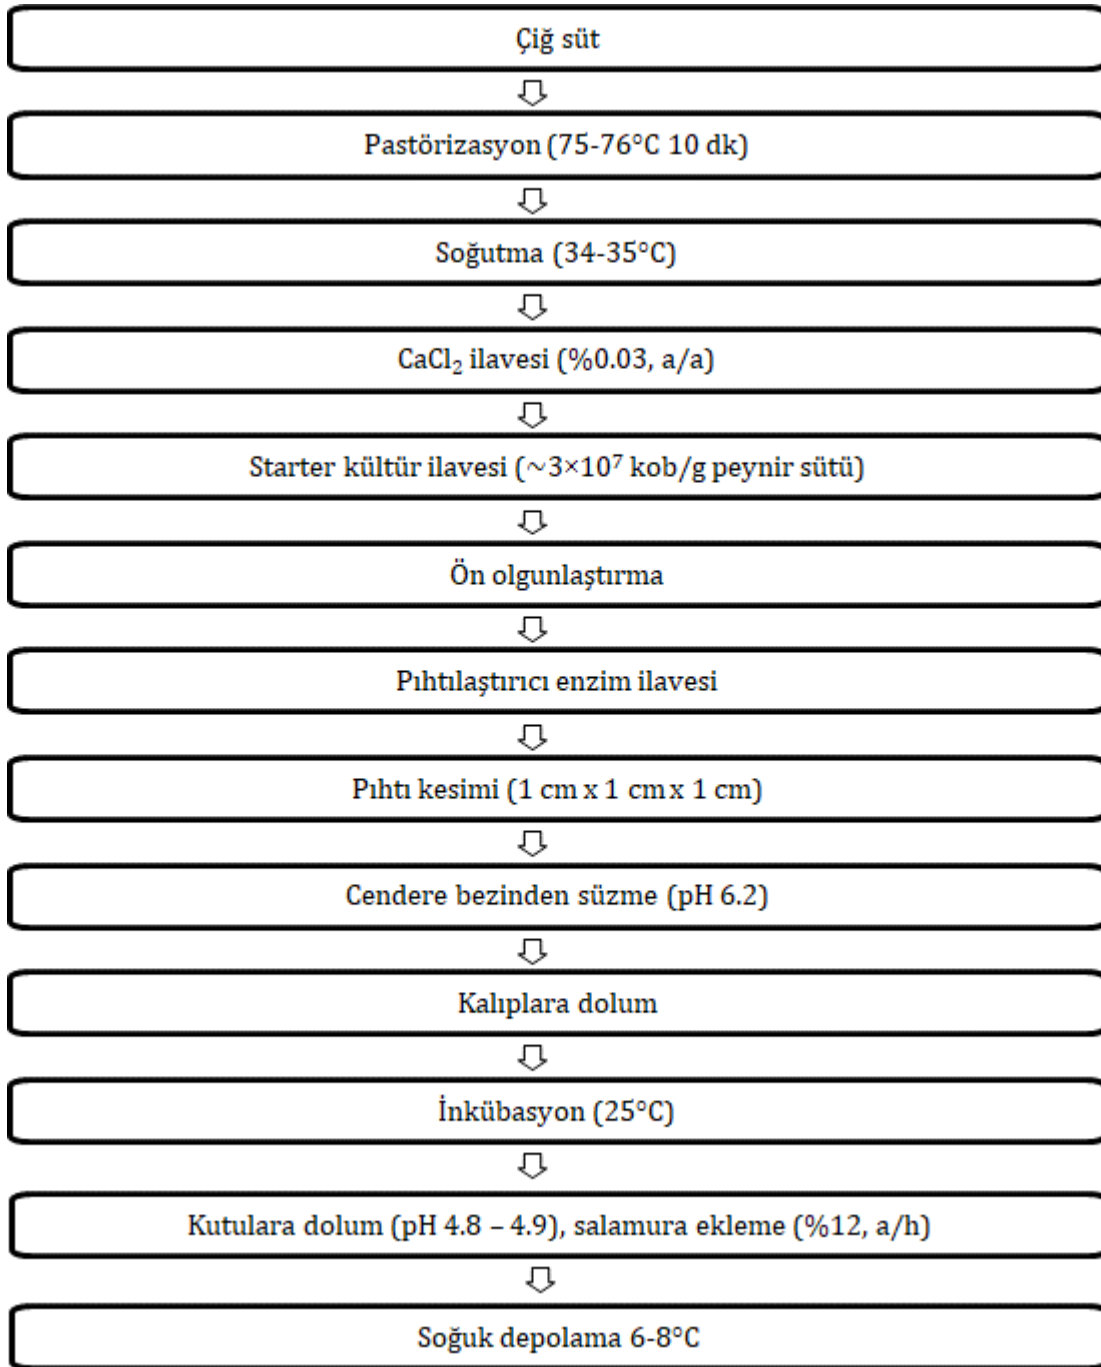 Çiğ süt
Pastörizasyon (75-76°C 10 dk)
Soğutma (34-35°C)
CaCl₂ ilavesi (%0.03, a/a)
Starter kültür ilavesi (~3×10⁷ kob/g peynir sütü)
Ön olgunlaştırma
Pıhtılaştırıcı enzim ilavesi
Pıhtı kesimi (1 cm x 1 cm x 1 cm)
Cendere bezinden süzme (pH 6.2)
Kalıplara dolum
İnkübasyon (25°C)
Kutulara dolum (pH 4.8 – 4.9), salamura ekleme (%12, a/h)
Soğuk depolama 6-8°C